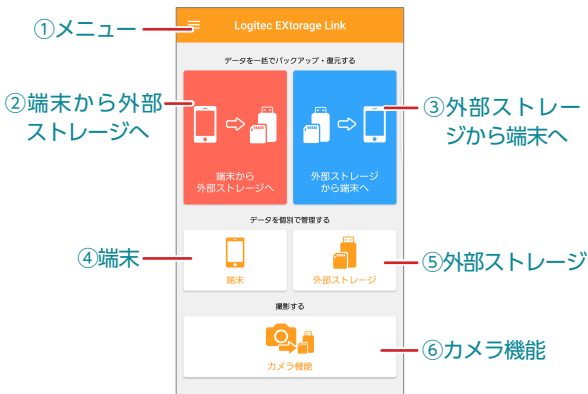 ①メニュー
Logitec EXtorage Link
データを一括でバックアップ・復元する
②端末から外部
ストレージへ
③外部ストレー
ジから端末へ
端末から
外部ストレージへ
外部ストレージ
から端末へ
データを個別で管理する
④端末
端末
外部ストレージ
⑤外部ストレージ
撮影する
カメラ機能
⑥カメラ機能